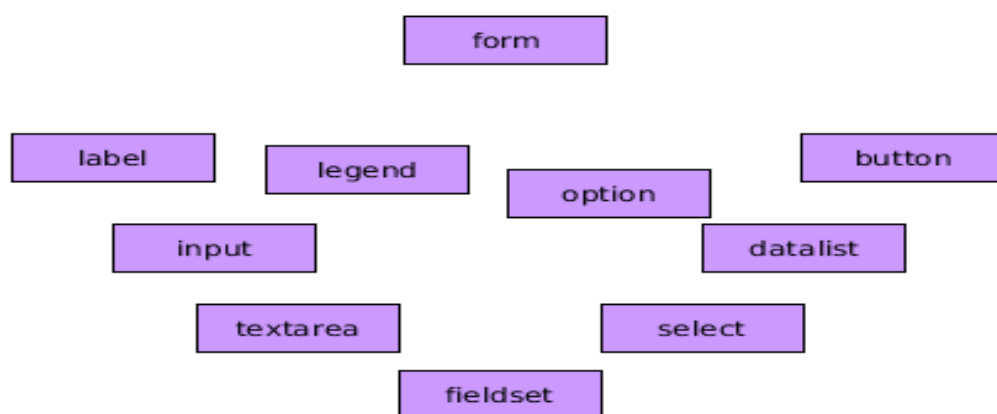 form
label
legend
button
option
input
datalist
textarea
select
fieldset